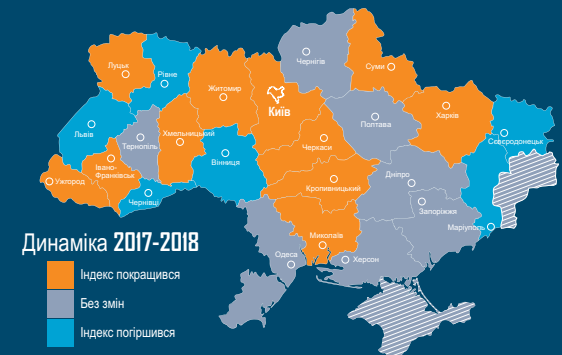 Чернігів
Луцьк
Рівне
Суми
Житомир
Київ
Харків
Львів
Тернопіль
Хмельницький
Полтава
Сєвєродонецьк
Черкаси
Вінниця
Івано-
Франківськ
Ужгород
Чернівці
Кропивницький
Дніпро
Запоріжжя
Маріуполь
Миколаїв
Одеса
Херсон
Динаміка 2017-2018
Індекс покращився
Без змін
Індекс погіршився